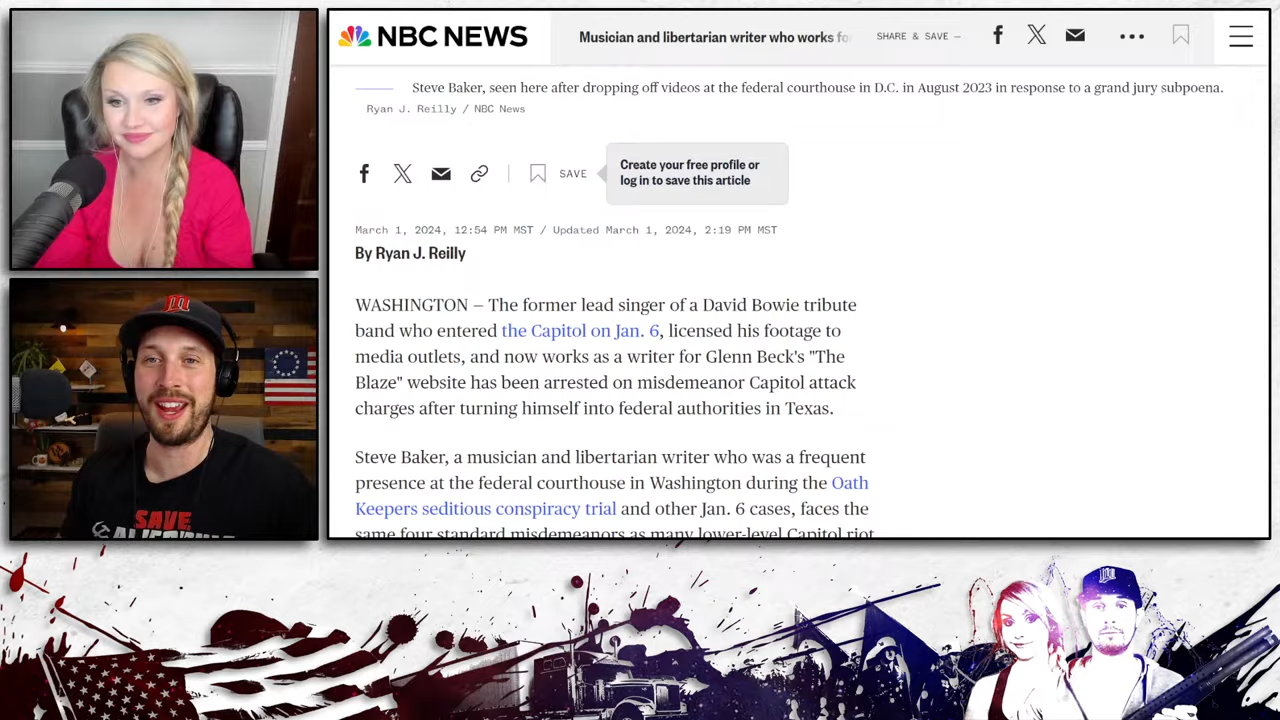 NBC NEWS
Musician and libertarian writer who works fo
SHARE & SAVE —
Steve Baker, seen here after dropping off videos at the federal courthouse in D.C. in August 2023 in response to a grand jury subpoena.
Ryan J. Reilly / NBC News
SAVE
Create your free profile or
log in to save this article
March 1, 2024, 12:54 PM MST / Updated March 1, 2024, 2:19 PM MST
By Ryan J. Reilly
WASHINGTON — The former lead singer of a David Bowie tribute
band who entered the Capitol on Jan. 6, licensed his footage to
media outlets, and now works as a writer for Glenn Beck's "The
Blaze" website has been arrested on misdemeanor Capitol attack
charges after turning himself into federal authorities in Texas.
Steve Baker, a musician and libertarian writer who was a frequent
presence at the federal courthouse in Washington during the Oath
Keepers seditious conspiracy trial and other Jan. 6 cases, faces the
same four standard misdemeanors as many lower-level Capitol riot
SAVE
CALIFORNIA